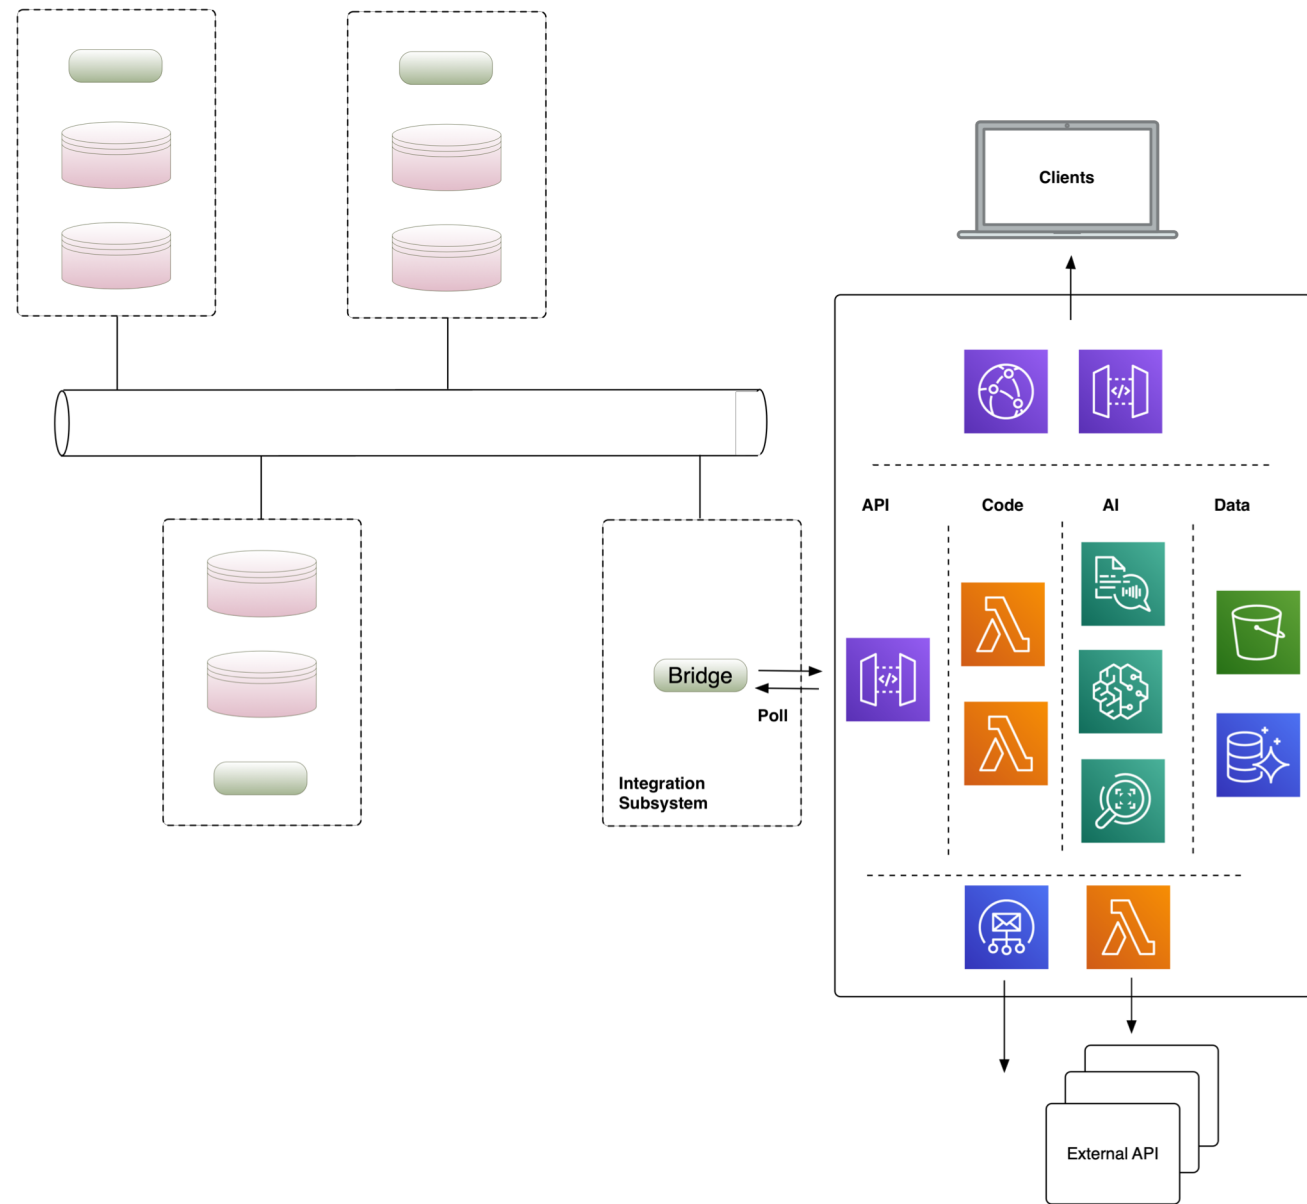 Clients
API
Code
AI
Data
Bridge
Poll
Integration
Subsystem
External API